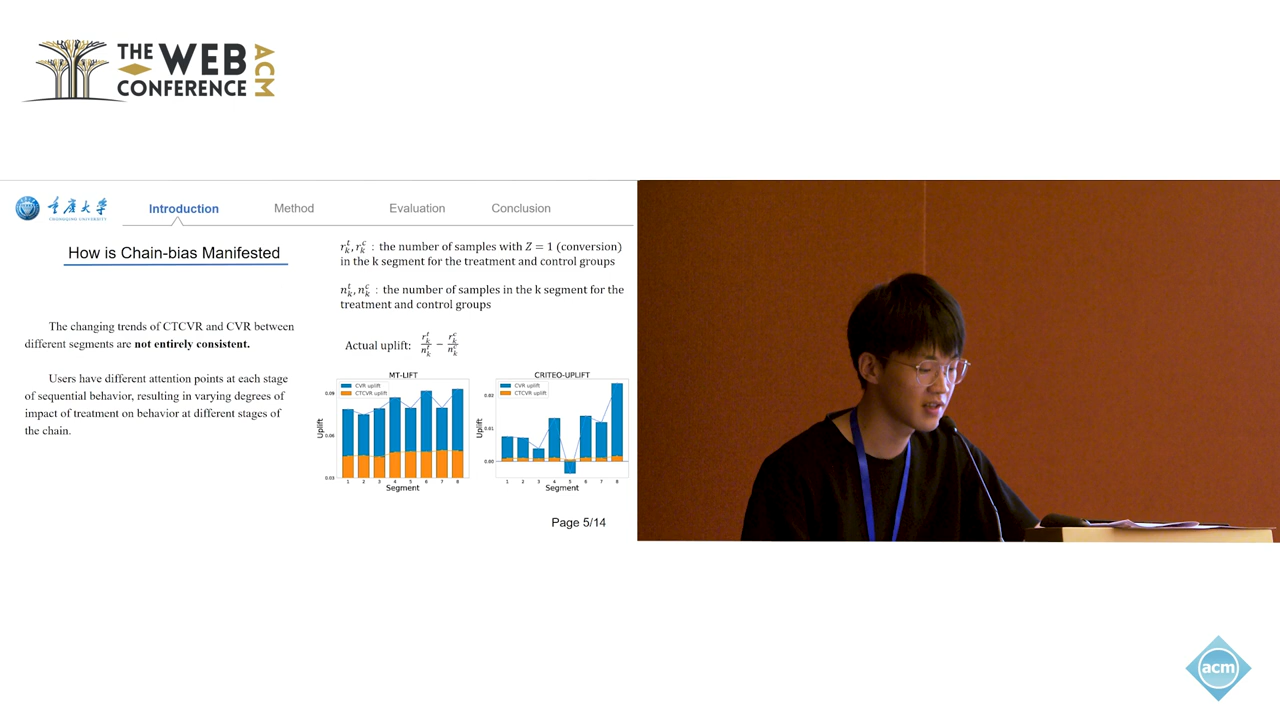 THE WEB
CONFERENCE
ACM
重庆大学
CHONGQING UNIVERSITY
Introduction
Method
Evaluation
Conclusion
How is Chain-bias Manifested
The changing trends of CTCVR and CVR between
different segments are not entirely consistent.
Users have different attention points at each stage
of sequential behavior, resulting in varying degrees of
impact of treatment on behavior at different stages of
the chain.
r_k^t, r_k^c : the number of samples with Z = 1 (conversion)
in the k segment for the treatment and control groups
n_k^t, n_k^c : the number of samples in the k segment for the
treatment and control groups
Actual uplift: r_k^t/n_k^t − r_k^c/n_k^c
MT-LIFT
CVR uplift
CTCVR uplift
Uplift
0.09
0.06
0.03
1 2 3 4 5 6 7 8
Segment
CRITEO-UPLIFT
CVR uplift
CTCVR uplift
Uplift
0.02
0.01
0.00
1 2 3 4 5 6 7 8
Segment
Page 5/14
acm